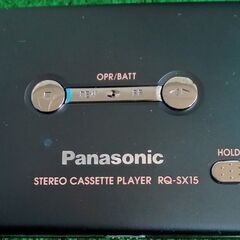 OPR/BATT
HOLD
Panasonic
STEREO CASSETTE PLAYER RQ-SX15